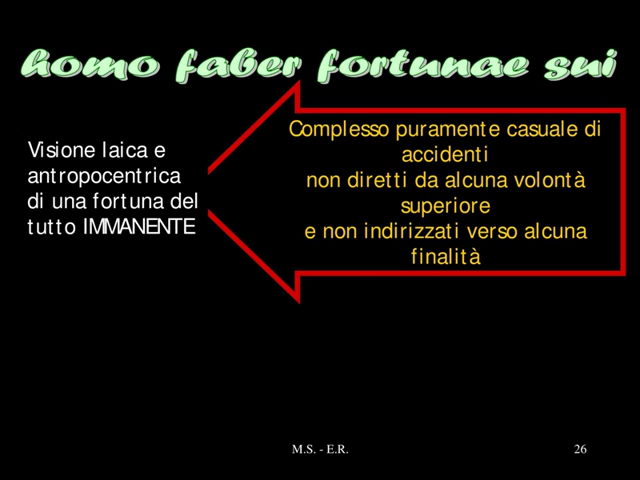 homo faber fortunae sui
Visione laica e
antropocentrica
di una fortuna del
tutto IMMANENTE
Complesso puramente casuale di
accidenti
non diretti da alcuna volontà
superiore
e non indirizzati verso alcuna
finalità
M.S. - E.R.
26